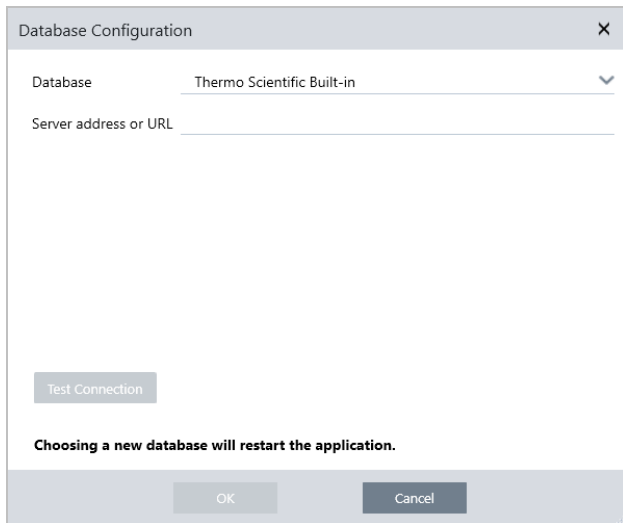 Database Configuration
Database Thermo Scientific Built-in
Server address or URL
Test Connection
Choosing a new database will restart the application.
OK Cancel